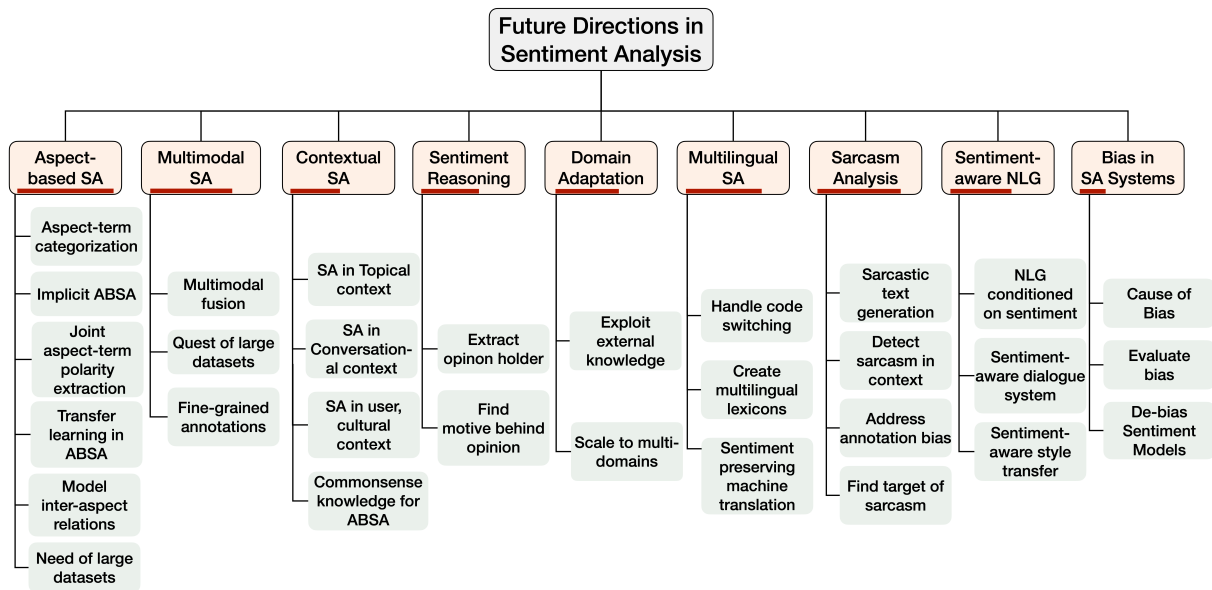 Future Directions in
Sentiment Analysis
Aspect-
based SA
Multimodal
SA
Contextual
SA
Sentiment
Reasoning
Domain
Adaptation
Multilingual
SA
Sarcasm
Analysis
Sentiment-
aware NLG
Bias in
SA Systems
Aspect-term
categorization
Implicit ABSA
Joint
aspect-term
polarity
extraction
Transfer
learning in
ABSA
Model
inter-aspect
relations
Need of large
datasets
Multimodal
fusion
Quest of large
datasets
Fine-grained
annotations
SA in Topical
context
SA in
Conversation-
al context
SA in user,
cultural
context
Commonsense
knowledge for
ABSA
Extract
opinon holder
Find
motive behind
opinion
Exploit
external
knowledge
Scale to multi-
domains
Handle code
switching
Create
multilingual
lexicons
Sentiment
preserving
machine
translation
Sarcastic
text
generation
Detect
sarcasm in
context
Address
annotation bias
Find target of
sarcasm
NLG
conditioned
on sentiment
Sentiment-
aware dialogue
system
Sentiment-
aware style
transfer
Cause of
Bias
Evaluate
bias
De-bias
Sentiment
Models